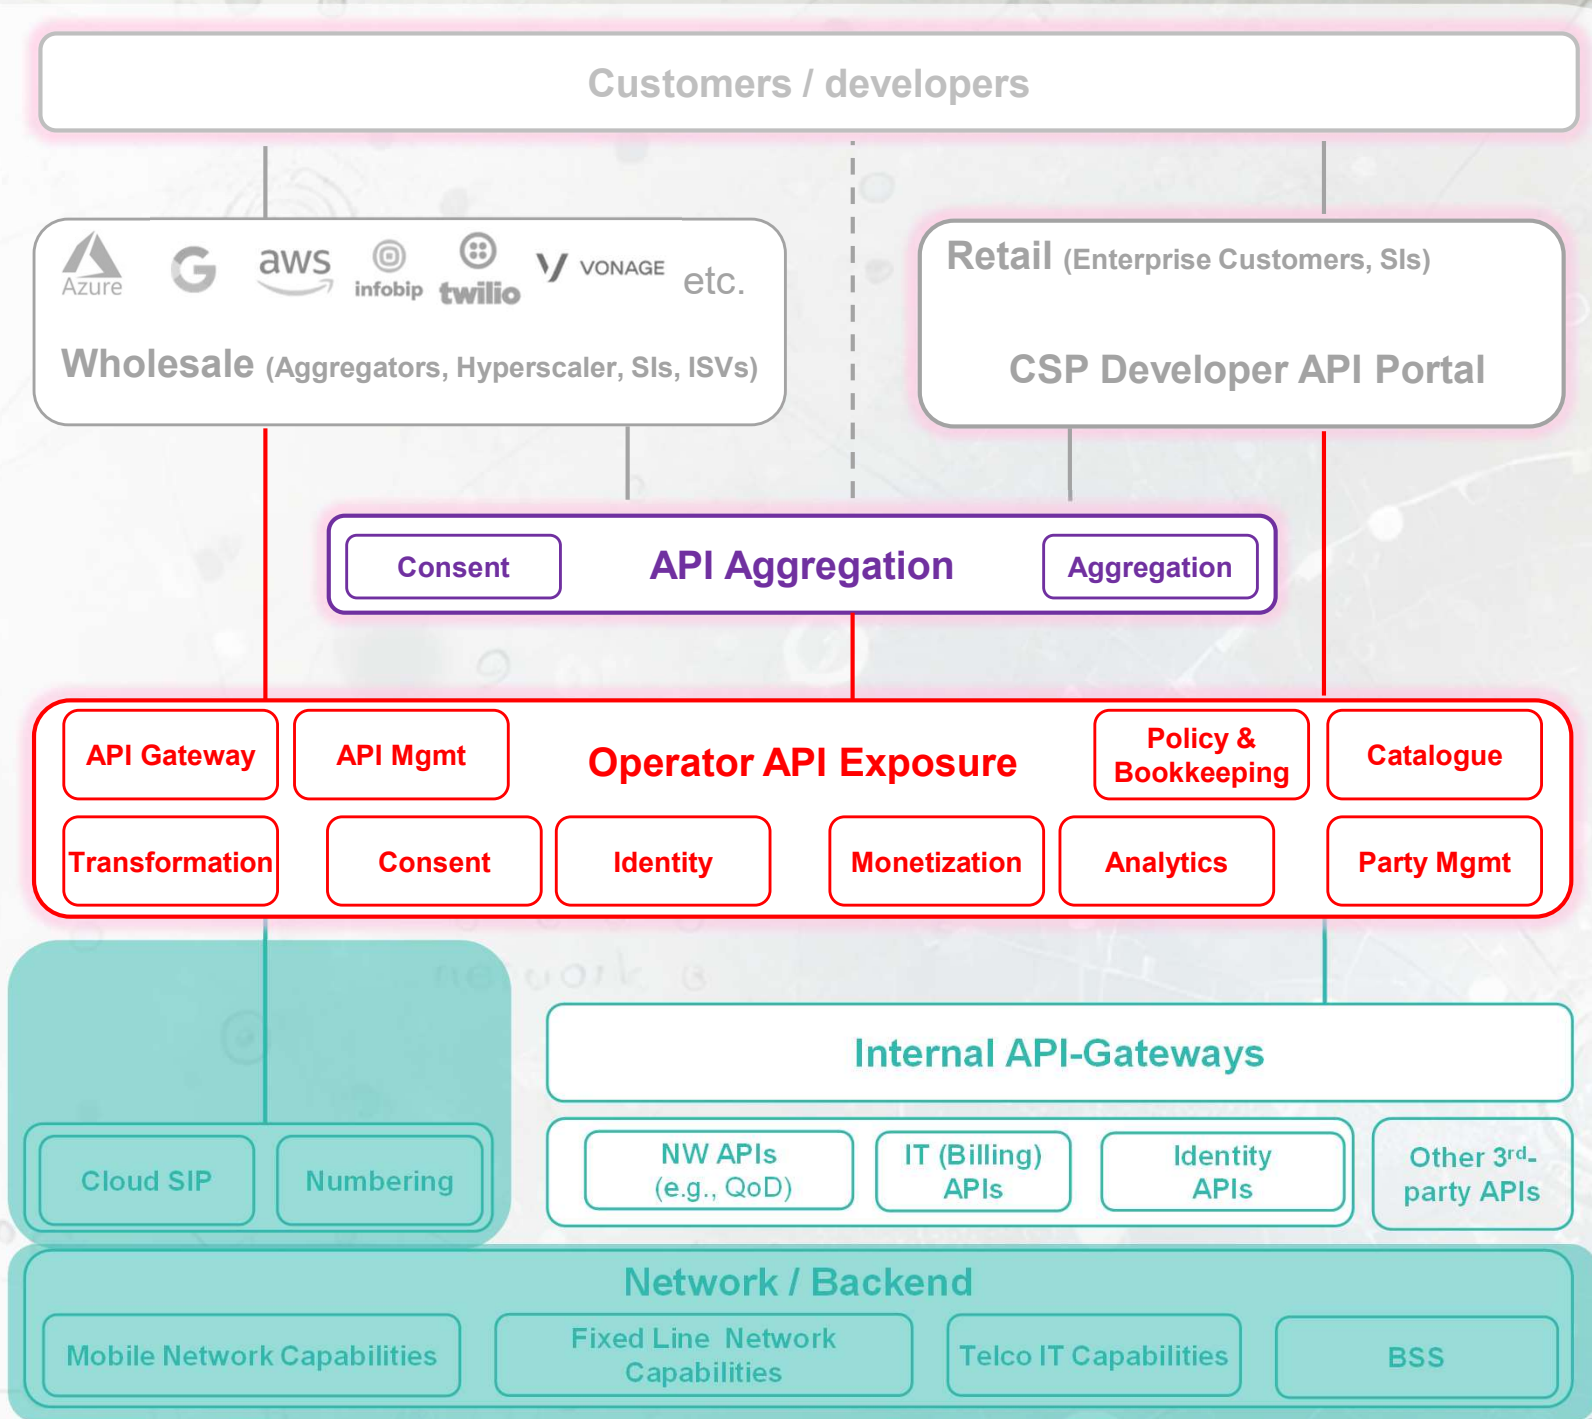 Customers / developers
Azure
G
aws
infobip
twilio
VONAGE
etc.
Wholesale (Aggregators, Hyperscaler, SIs, ISVs)
Retail (Enterprise Customers, SIs)
CSP Developer API Portal
Consent
API Aggregation
Aggregation
API Gateway
API Mgmt
Operator API Exposure
Policy &
Bookkeeping
Catalogue
Transformation
Consent
Identity
Monetization
Analytics
Party Mgmt
network
Internal API-Gateways
Cloud SIP
Numbering
NW APIs
(e.g., QoD)
IT (Billing)
APIs
Identity
APIs
Other 3rd-
party APIs
Network / Backend
Mobile Network Capabilities
Fixed Line Network
Capabilities
Telco IT Capabilities
BSS